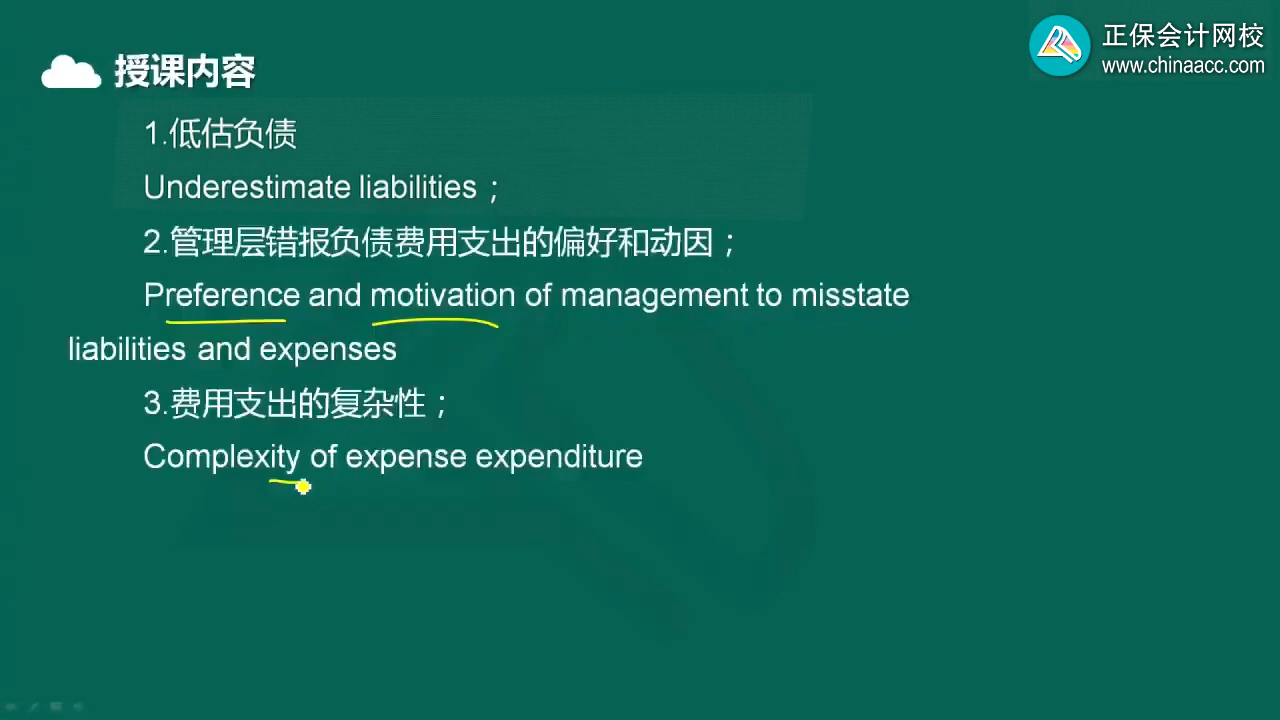 授课内容
正保会计网校
www.chinaacc.com
1.低估负债
Underestimate liabilities；
2.管理层错报负债费用支出的偏好和动因；
Preference and motivation of management to misstate
liabilities and expenses
3.费用支出的复杂性；
Complexity of expense expenditure